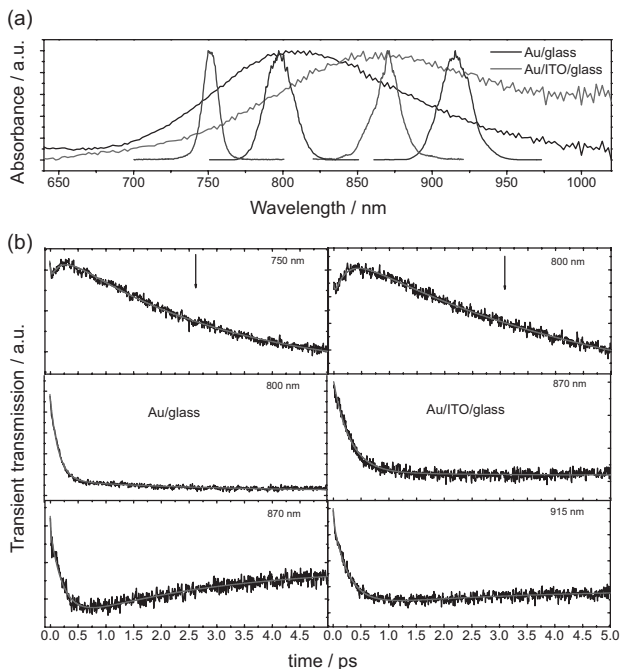 (a)
Absorbance / a.u.
Au/glass
Au/ITO/glass
650 700 750 800 850 900 950 1000
Wavelength / nm
(b)
Transient transmission / a.u.
750 nm
800 nm
800 nm
Au/glass
870 nm
Au/ITO/glass
870 nm
915 nm
0.0 0.5 1.0 1.5 2.0 2.5 3.0 3.5 4.0 4.5
0.0 0.5 1.0 1.5 2.0 2.5 3.0 3.5 4.0 4.5 5.0
time / ps